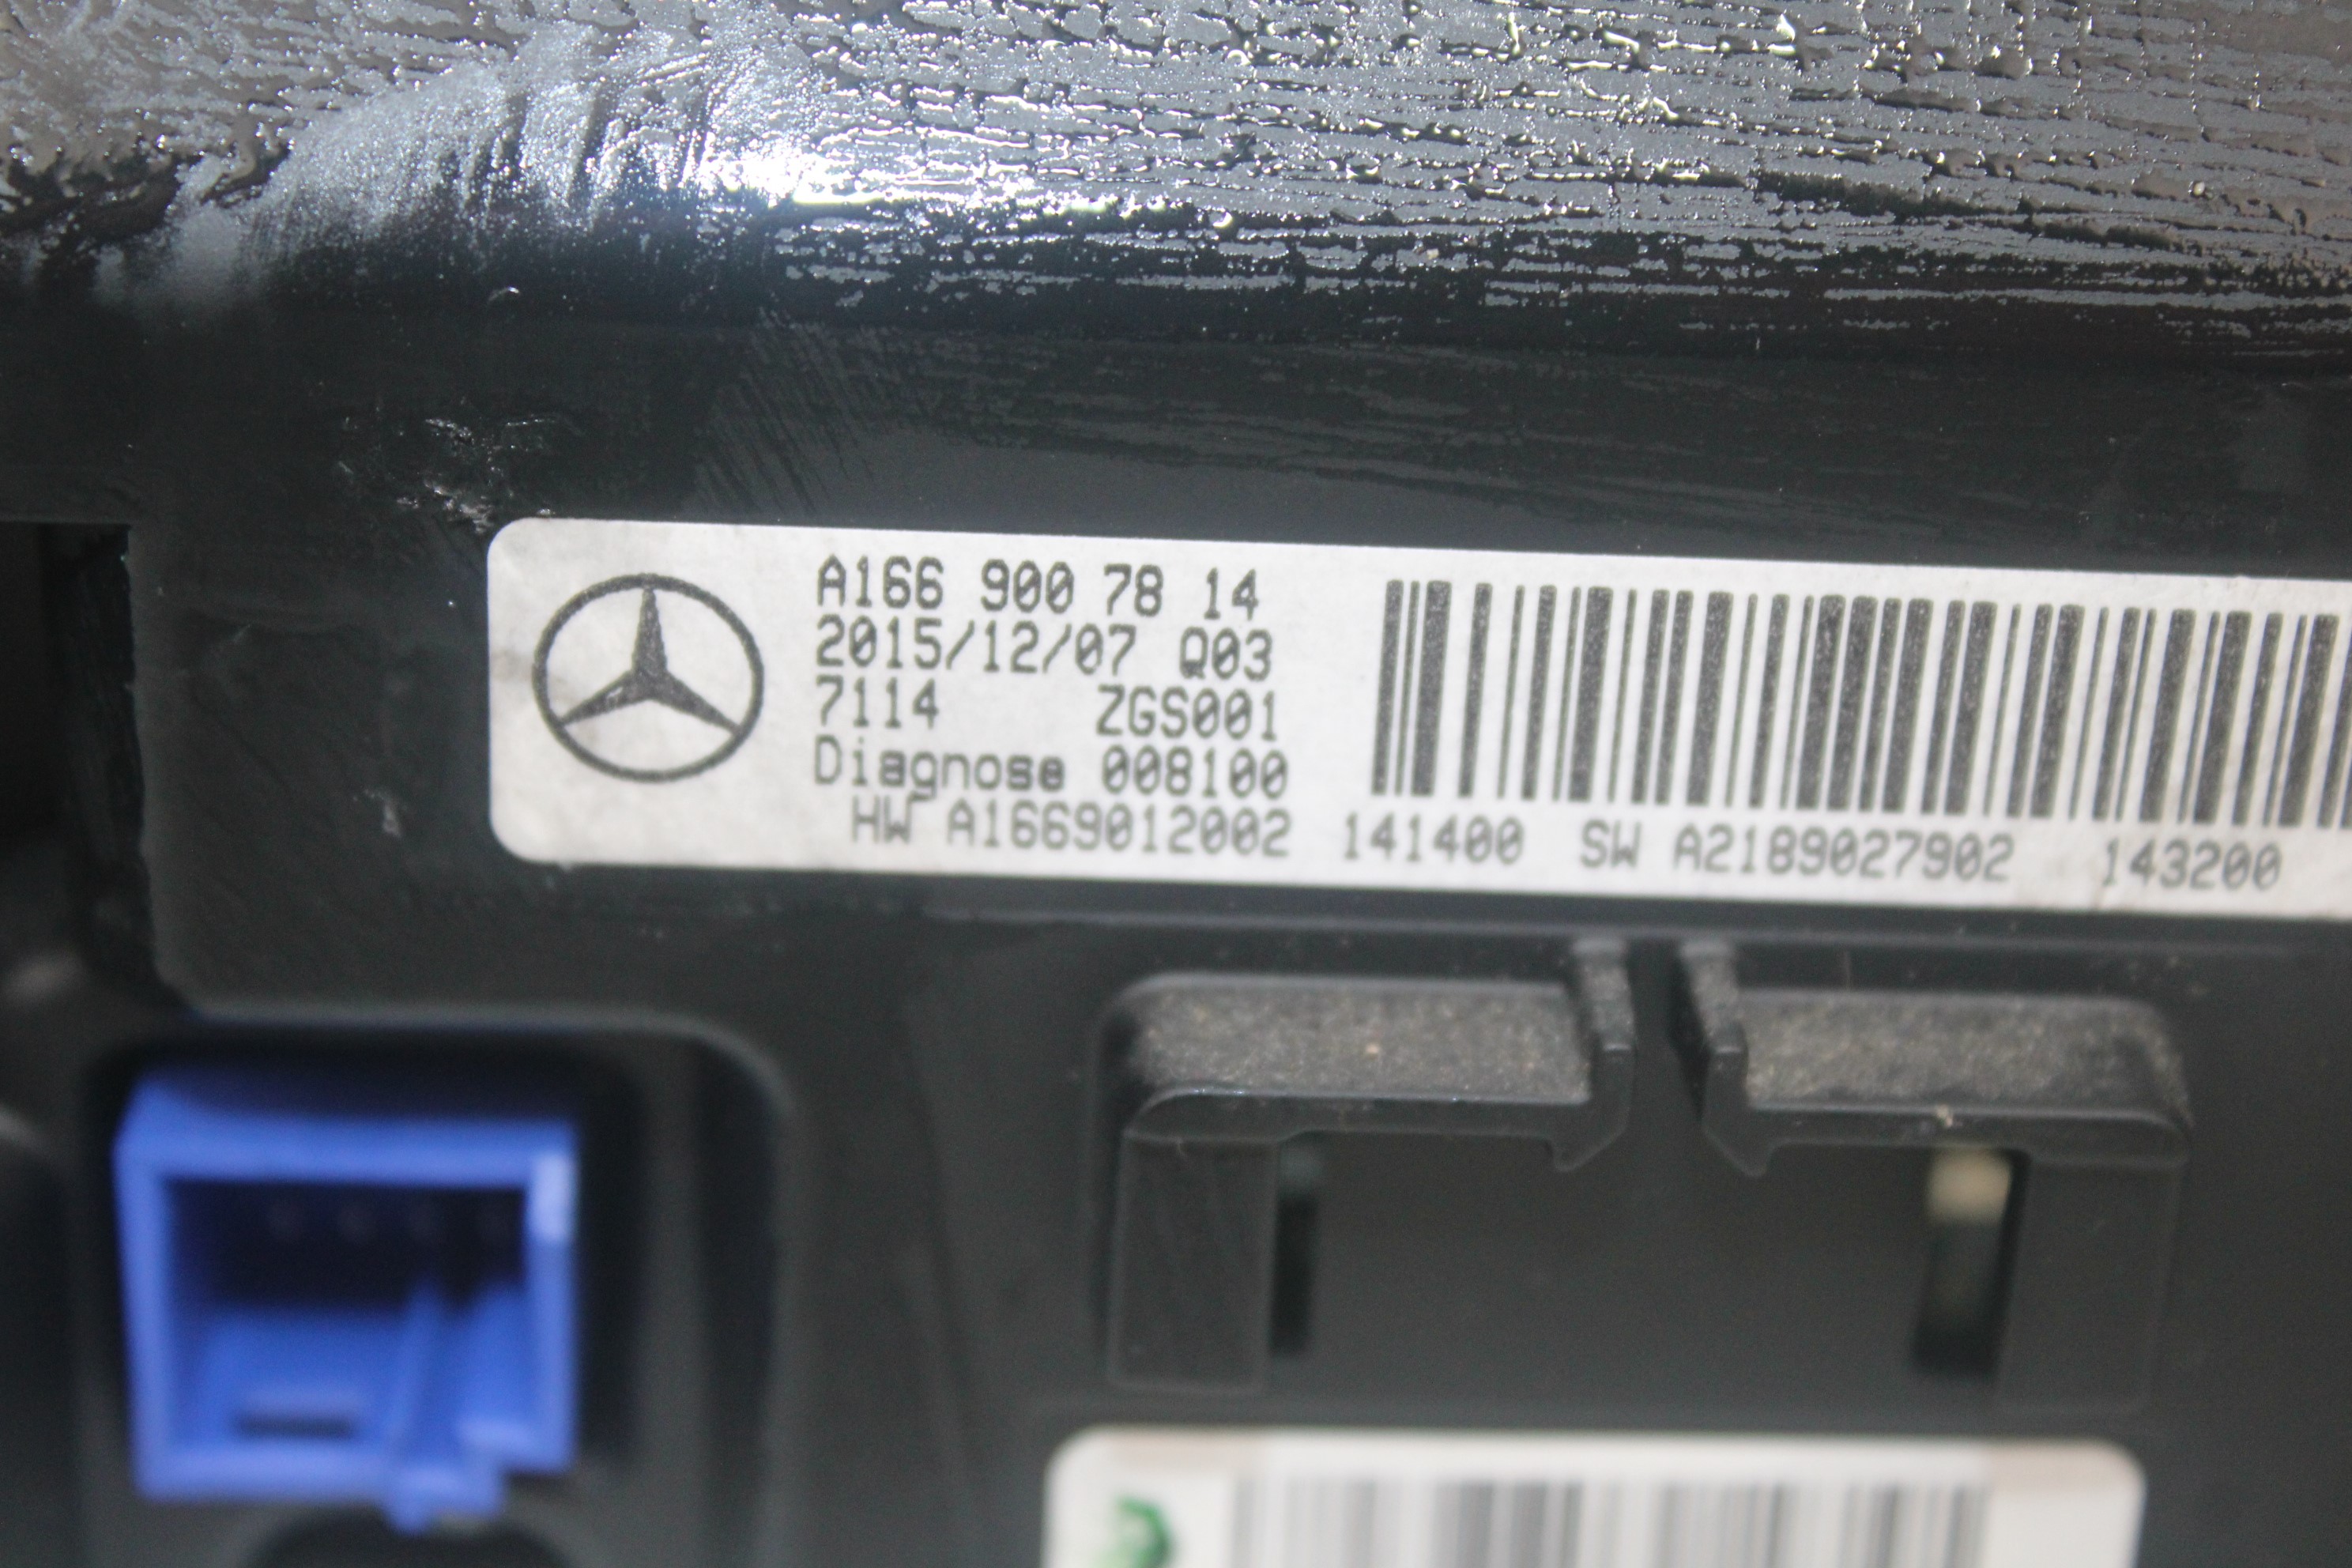 A166 900 78 14
2015/12/07 Q03
7114 ZGS001
Diagnose 008100
HW A1669012002 141400 SW A2189027902 143200